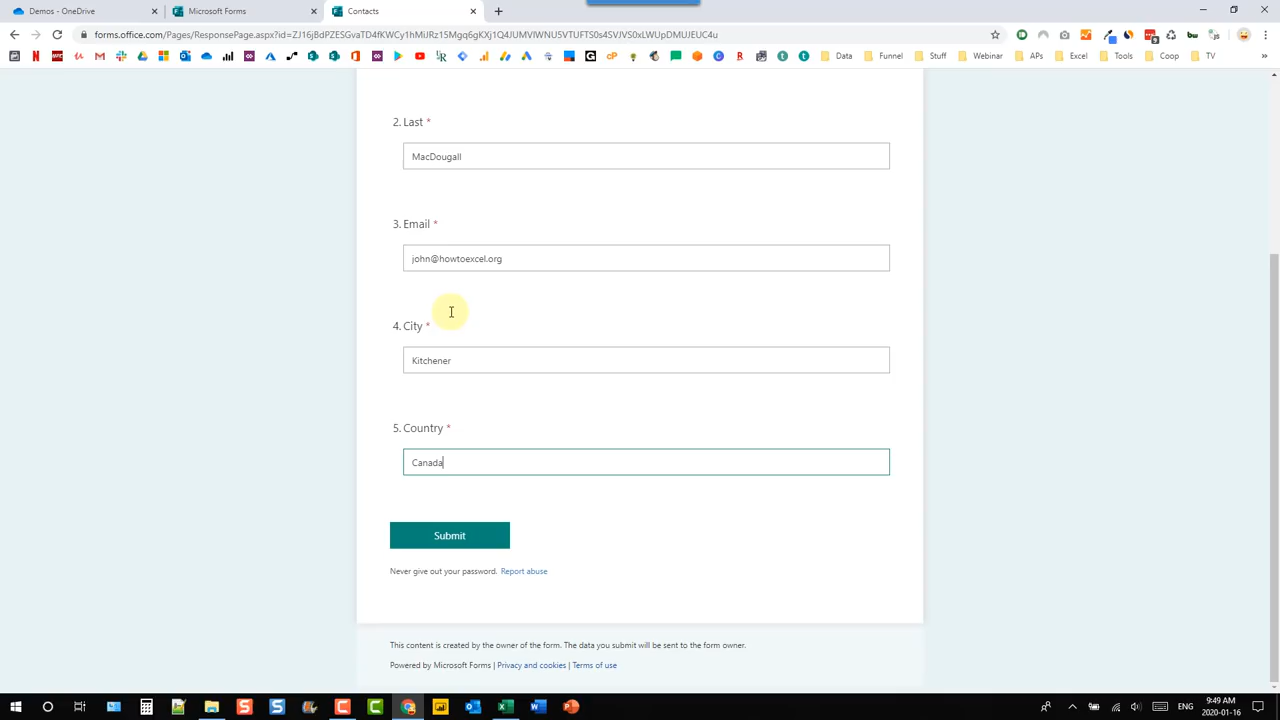 Demos - OneDrive
Microsoft Forms
Contacts
forms.office.com/Pages/ResponsePage.aspx?id=ZJ16jBdPZESGvaTD4fKWCy1hMiJRz15Mgq6gKXj1Q4JUMVlWNU5VTUFTS0s4SVJVS0xLWUpDMUJEUC4u
Data
Funnel
Stuff
Webinar
APs
Excel
Tools
Coop
TV
2. Last *
MacDougall
3. Email *
john@howtoexcel.org
4. City *
Kitchener
5. Country *
Canada
Submit
Never give out your password. Report abuse
This content is created by the owner of the form. The data you submit will be sent to the form owner.
Powered by Microsoft Forms | Privacy and cookies | Terms of use
ENG
9:49 AM
2020-01-16